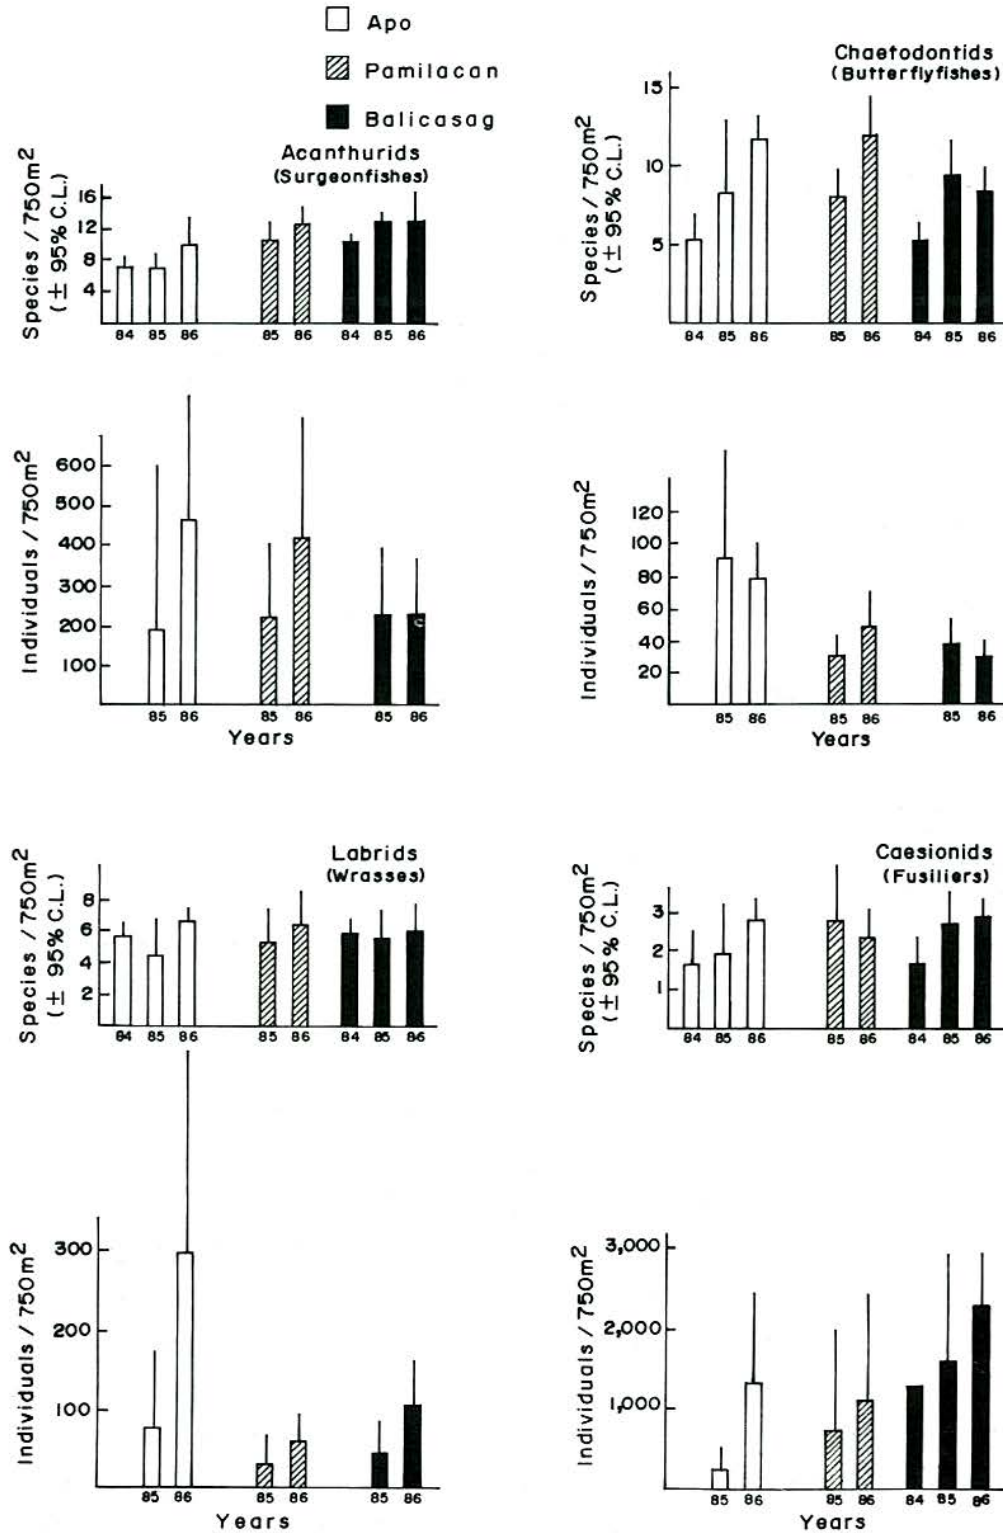 Apo
Pamilacan
Balicasag
Acanthurids
(Surgeonfishes)
Species / 750m²
(± 95% C.L.)
16
12
8
4
84 85 86 85 86 84 85 86
Individuals / 750m²
600
500
400
300
200
100
85 86 85 86 85 86
Years
Chaetodontids
(Butterflyfishes)
Species / 750m²
(± 95% C.L.)
15
10
5
84 85 86 85 86 84 85 86
Individuals / 750m²
120
100
80
60
40
20
85 86 85 86 85 86
Years
Labrids
(Wrasses)
Species / 750m²
(± 95% C.L.)
8
6
4
2
84 85 86 85 86 84 85 86
Individuals / 750m²
300
200
100
85 86 85 86 85 86
Years
Caesionids
(Fusiliers)
Species / 750m²
(± 95% C.L.)
3
2
1
84 85 86 85 86 84 85 86
Individuals / 750m²
3,000
2,000
1,000
85 86 85 86 84 85 86
Years